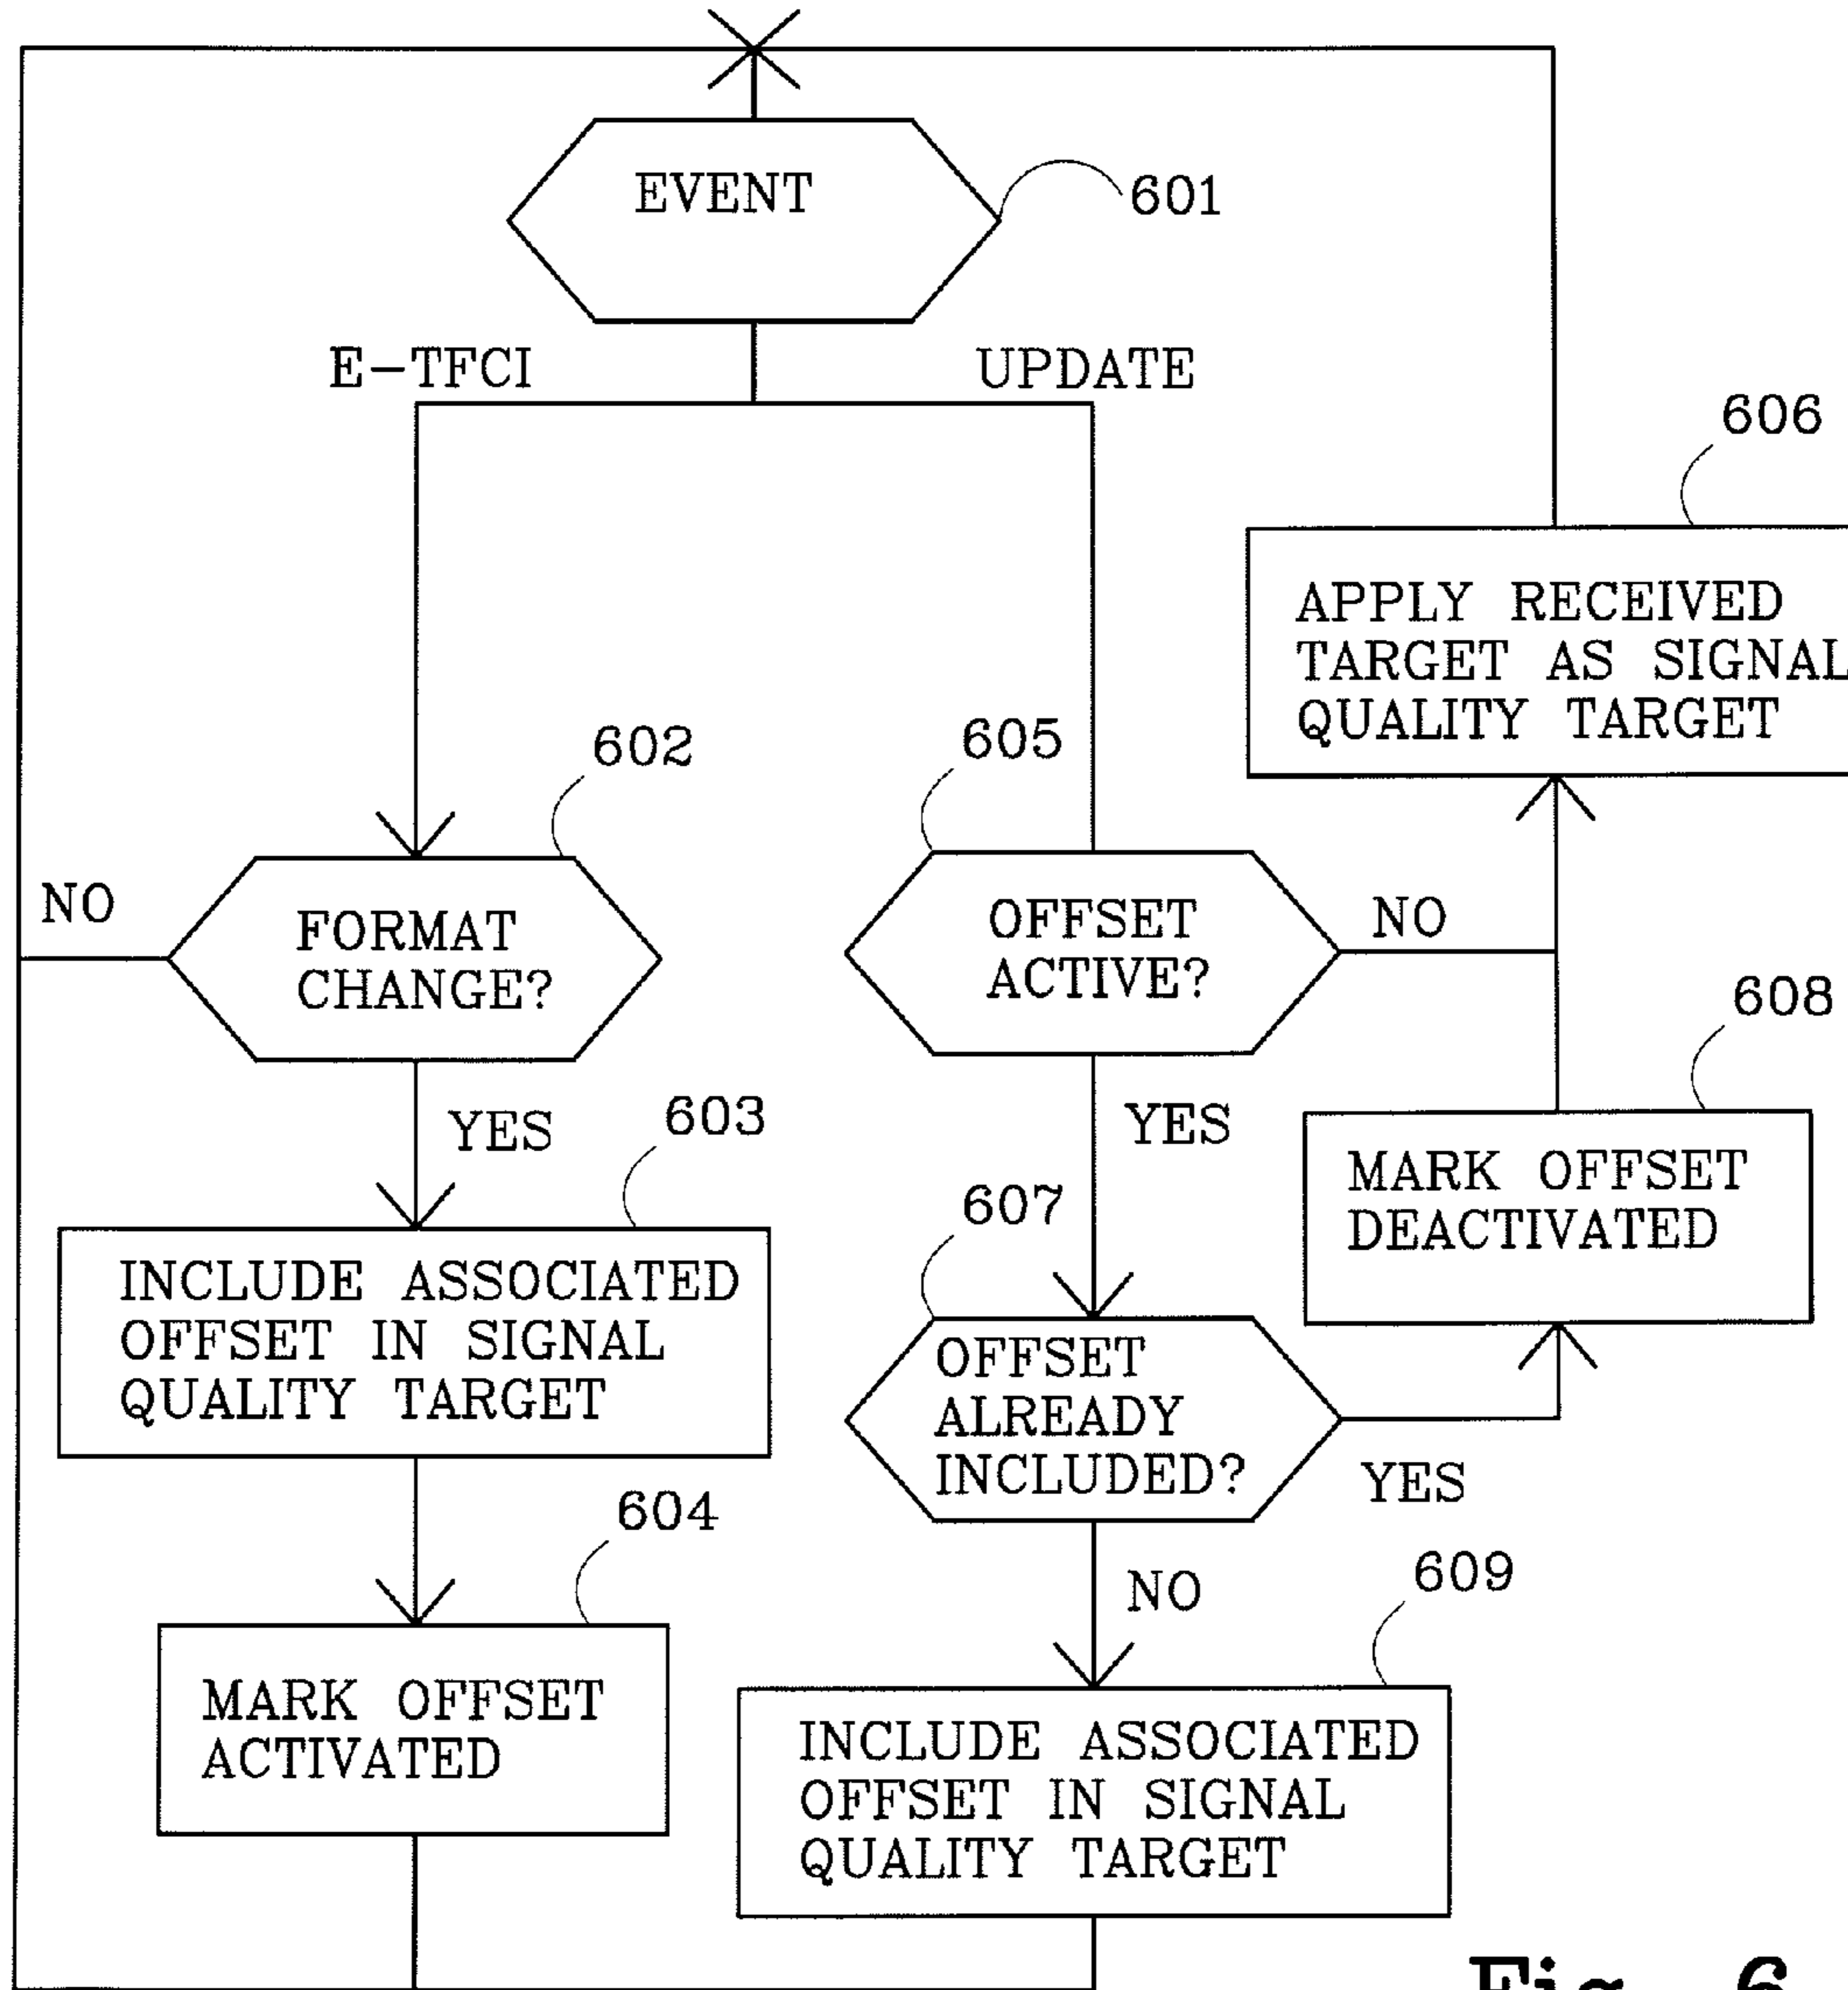 EVENT
601
E-TFCI
UPDATE
606
APPLY RECEIVED
TARGET AS SIGNAL
QUALITY TARGET
602
605
NO
FORMAT
CHANGE?
OFFSET
ACTIVE?
NO
608
YES
603
YES
MARK OFFSET
DEACTIVATED
607
INCLUDE ASSOCIATED
OFFSET IN SIGNAL
QUALITY TARGET
OFFSET
ALREADY
INCLUDED?
YES
604
NO
609
MARK OFFSET
ACTIVATED
INCLUDE ASSOCIATED
OFFSET IN SIGNAL
QUALITY TARGET
Fig. 6